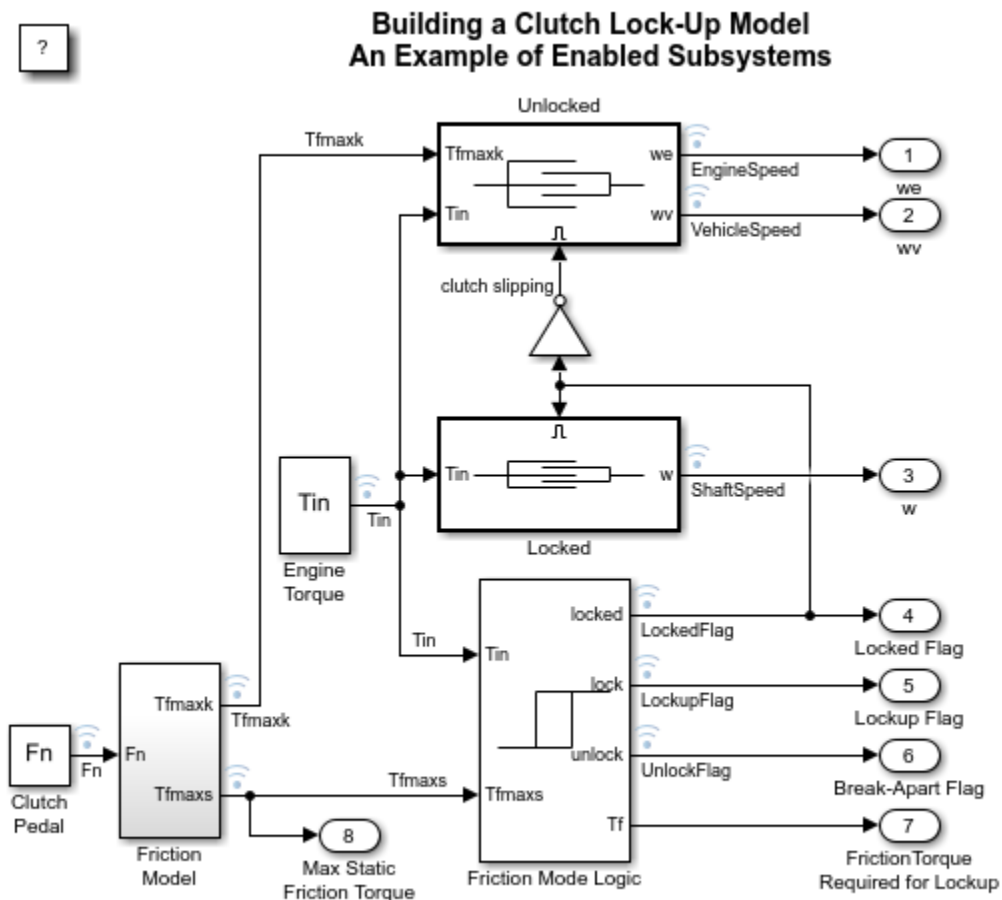 Building a Clutch Lock-Up Model
An Example of Enabled Subsystems
?
Unlocked
Tfmaxk
Tfmaxk
we
1
EngineSpeed
we
Tin
wv
2
VehicleSpeed
wv
clutch slipping
Tin
w
3
ShaftSpeed
w
Locked
Tin
Tin
Engine
Torque
locked
4
LockedFlag
Locked Flag
Tin
Tin
lock
5
LockupFlag
Lockup Flag
unlock
6
UnlockFlag
Break-Apart Flag
Tfmaxs
Tfmaxs
Tf
7
FrictionTorque
Required for Lockup
Friction Mode Logic
Tfmaxk
Tfmaxk
Fn
Fn
Fn
Clutch
Pedal
Tfmaxs
8
Max Static
Friction Torque
Friction
Model